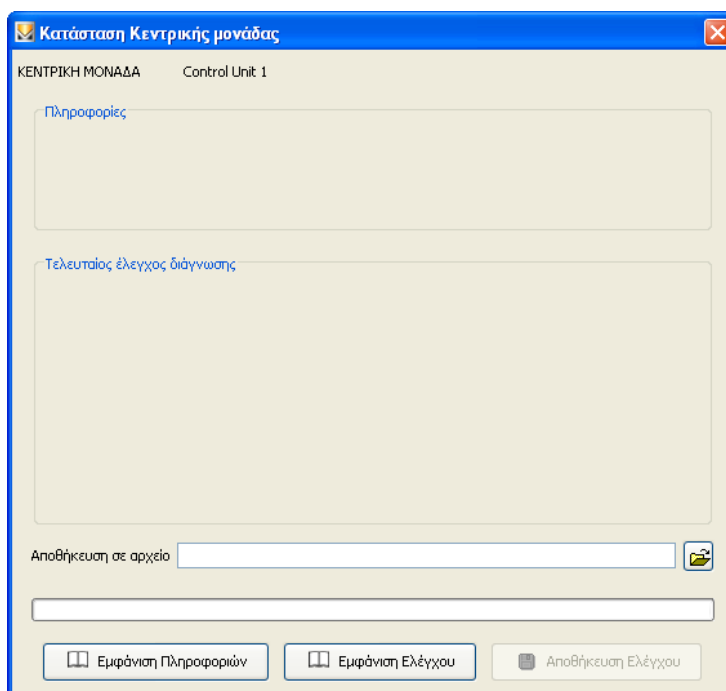 Κατάσταση Κεντρικής μονάδας
ΚΕΝΤΡΙΚΗ ΜΟΝΑΔΑ Control Unit 1
Πληροφορίες
Τελευταίος έλεγχος διάγνωσης
Αποθήκευση σε αρχείο
Εμφάνιση Πληροφοριών Εμφάνιση Ελέγχου Αποθήκευση Ελέγχου